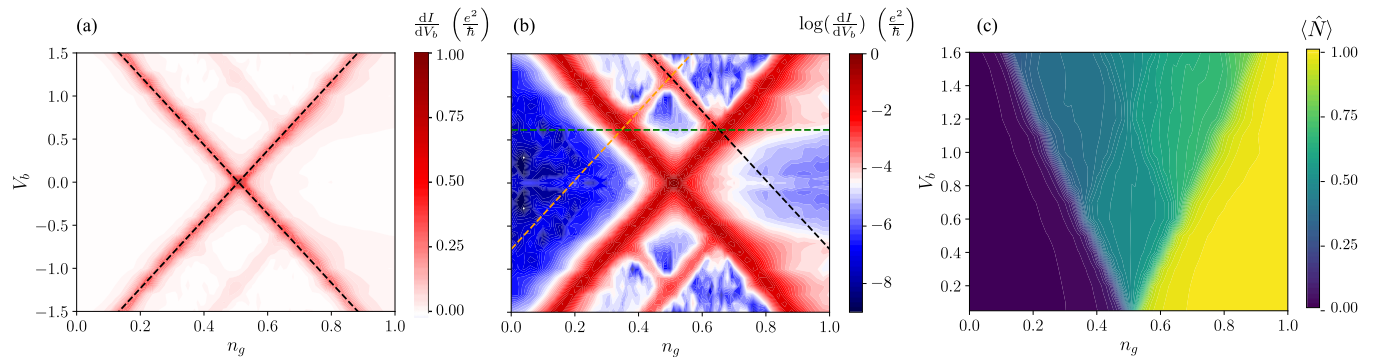 (a)
dI/dV_b (e²/ħ)
1.00
0.75
0.50
0.25
0.00
1.5
1.0
0.5
0.0
−0.5
−1.0
−1.5
V_b
0.0 0.2 0.4 0.6 0.8 1.0
n_g
(b)
log(dI/dV_b) (e²/ħ)
0
−2
−4
−6
−8
0.0 0.2 0.4 0.6 0.8 1.0
n_g
(c)
⟨N̂⟩
1.00
0.75
0.50
0.25
0.00
1.6
1.4
1.2
1.0
0.8
0.6
0.4
0.2
V_b
0.0 0.2 0.4 0.6 0.8 1.0
n_g